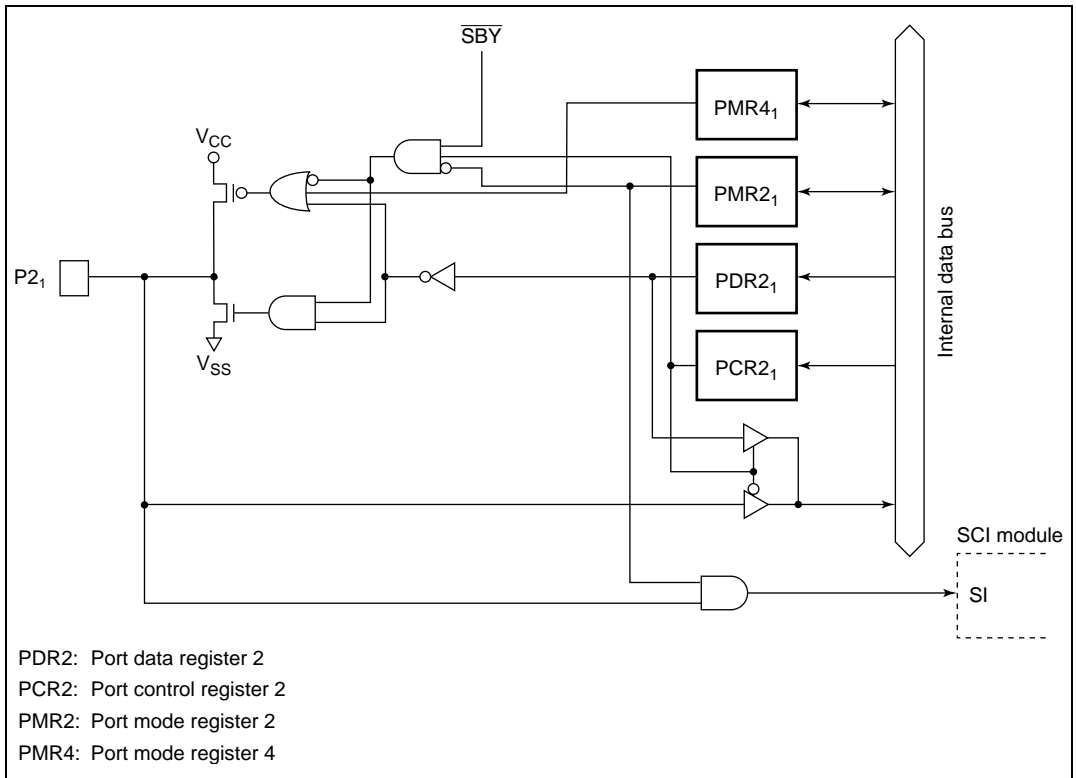 SBY
PMR4₁
V_CC
PMR2₁
P2₁
PDR2₁
Internal data bus
V_SS
PCR2₁
SCI module
SI
PDR2: Port data register 2
PCR2: Port control register 2
PMR2: Port mode register 2
PMR4: Port mode register 4